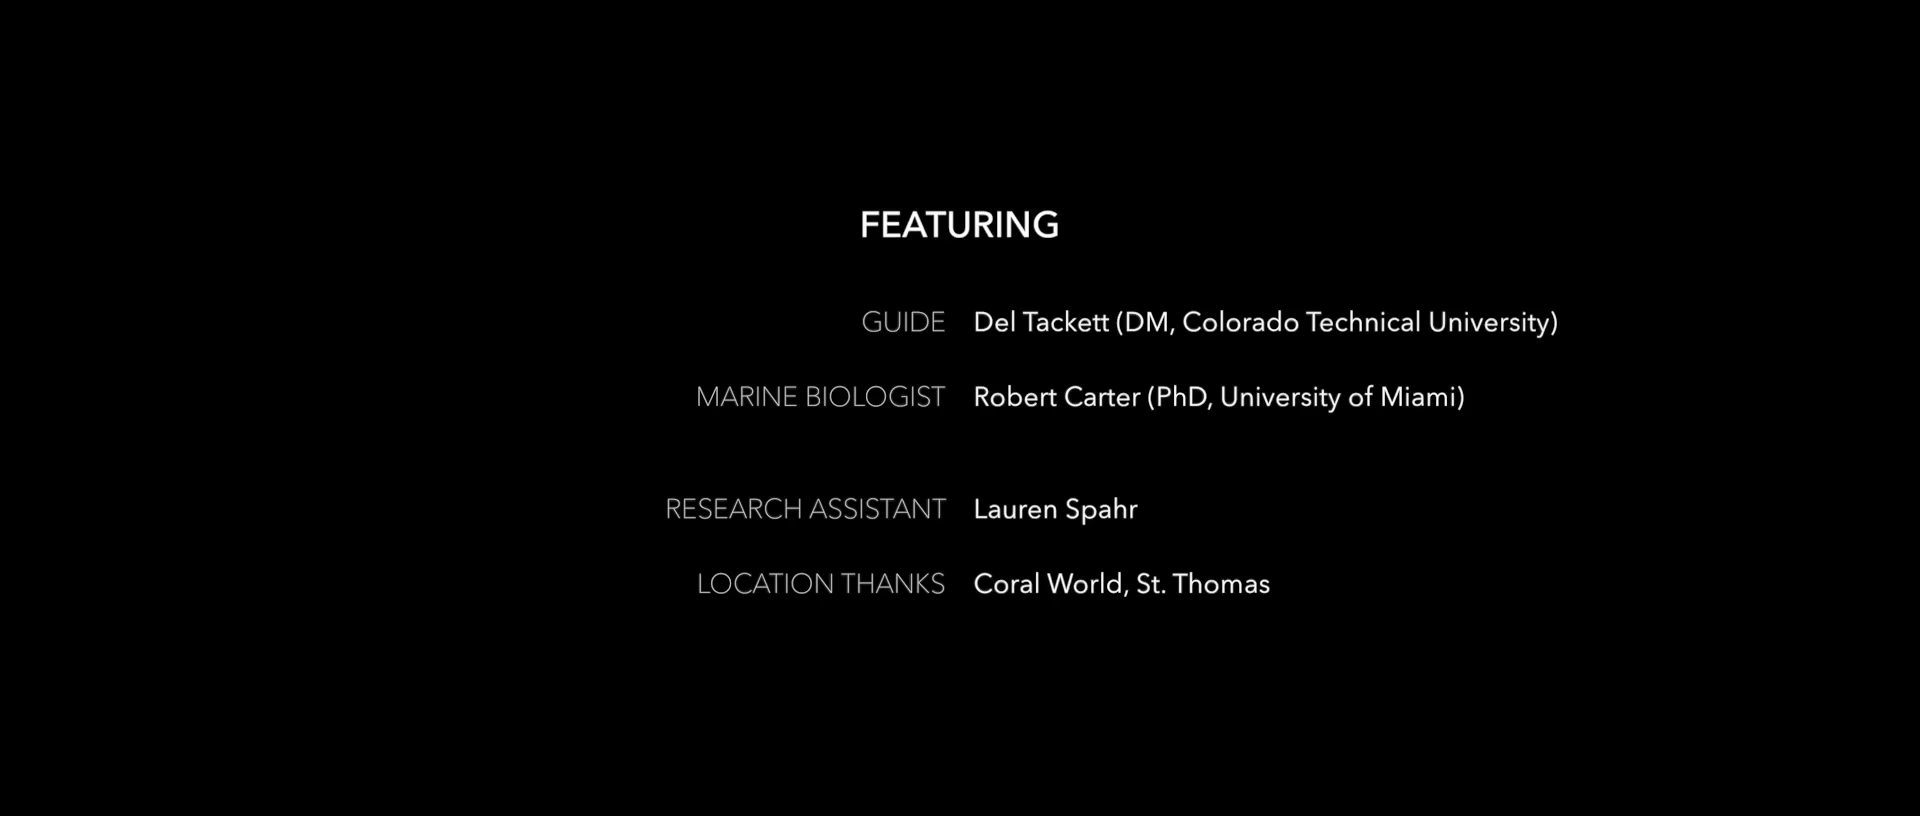 FEATURING
GUIDE Del Tackett (DM, Colorado Technical University)
MARINE BIOLOGIST Robert Carter (PhD, University of Miami)
RESEARCH ASSISTANT Lauren Spahr
LOCATION THANKS Coral World, St. Thomas